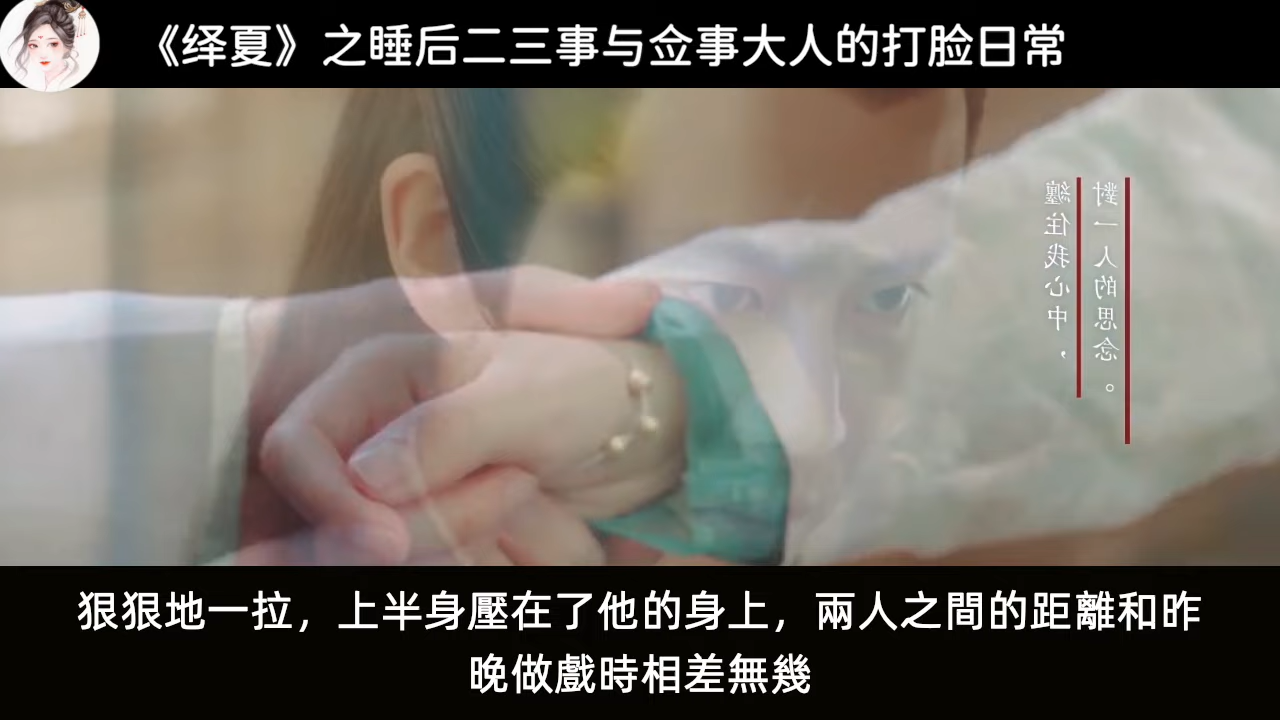 《绎夏》之睡后二三事与佥事大人的打脸日常
對一人的思念。
纏住我心中，
狠狠地一拉，上半身壓在了他的身上，兩人之間的距離和昨
晚做戲時相差無幾